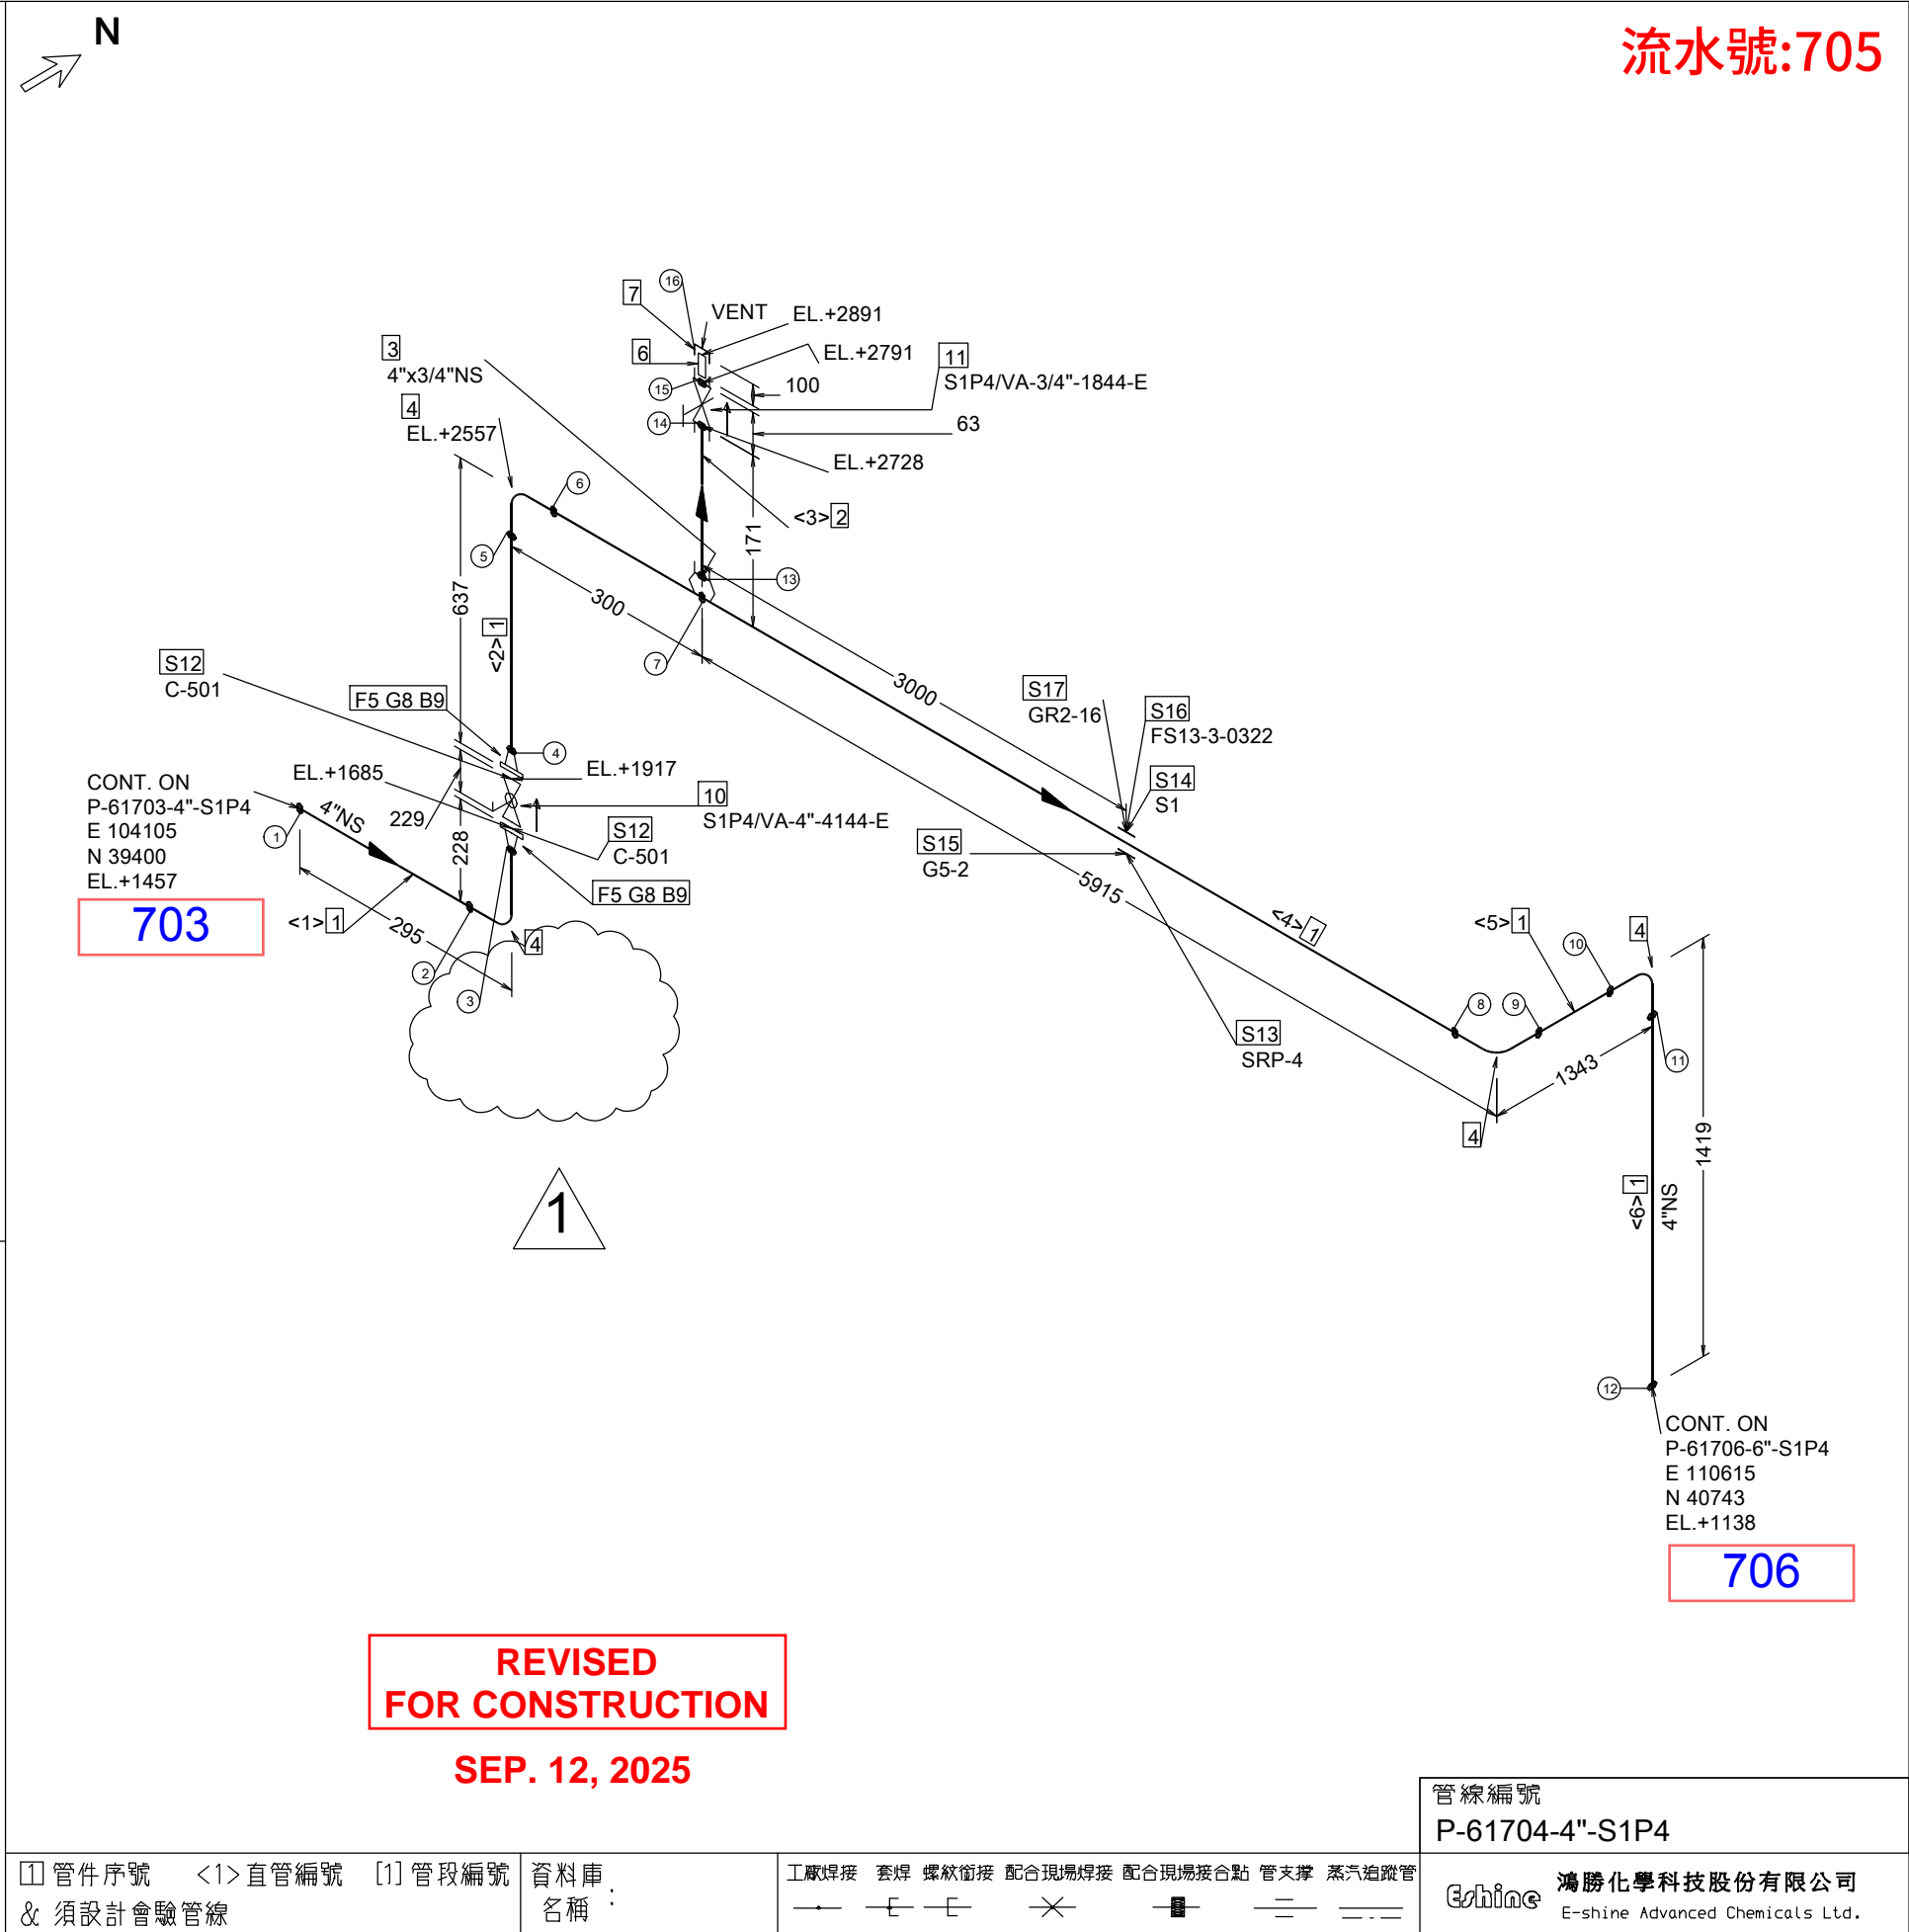 N
流水號:705
7
16
VENT
EL.+2891
3
4"x3/4"NS
6
EL.+2791
11
S1P4/VA-3/4"-1844-E
15
100
4
EL.+2557
14
63
EL.+2728
6
<3>2
171
5
13
637
300
<2>1
7
3000
S12
C-501
F5 G8 B9
S17
GR2-16
S16
FS13-3-0322
4
EL.+1685
EL.+1917
S14
S1
CONT. ON
P-61703-4"-S1P4
E 104105
N 39400
EL.+1457
703
4"NS
1
229
228
10
S1P4/VA-4"-4144-E
S12
C-501
S15
G5-2
F5 G8 B9
5915
<1>1
295
4
2
3
<4>1
<5>1
10
4
8
9
S13
SRP-4
11
1343
4
1419
<6>1
4"NS
1
12
CONT. ON
P-61706-6"-S1P4
E 110615
N 40743
EL.+1138
706
REVISED
FOR CONSTRUCTION
SEP. 12, 2025
管線編號
P-61704-4"-S1P4
1 管件序號 <1> 直管編號 [1] 管段編號
& 須設計會驗管線
資料庫
名稱 :
工廠焊接 套焊 螺紋銜接 配合現場焊接 配合現場接合點 管支撐 蒸汽追蹤管
Eshine
鴻勝化學科技股份有限公司
E-shine Advanced Chemicals Ltd.